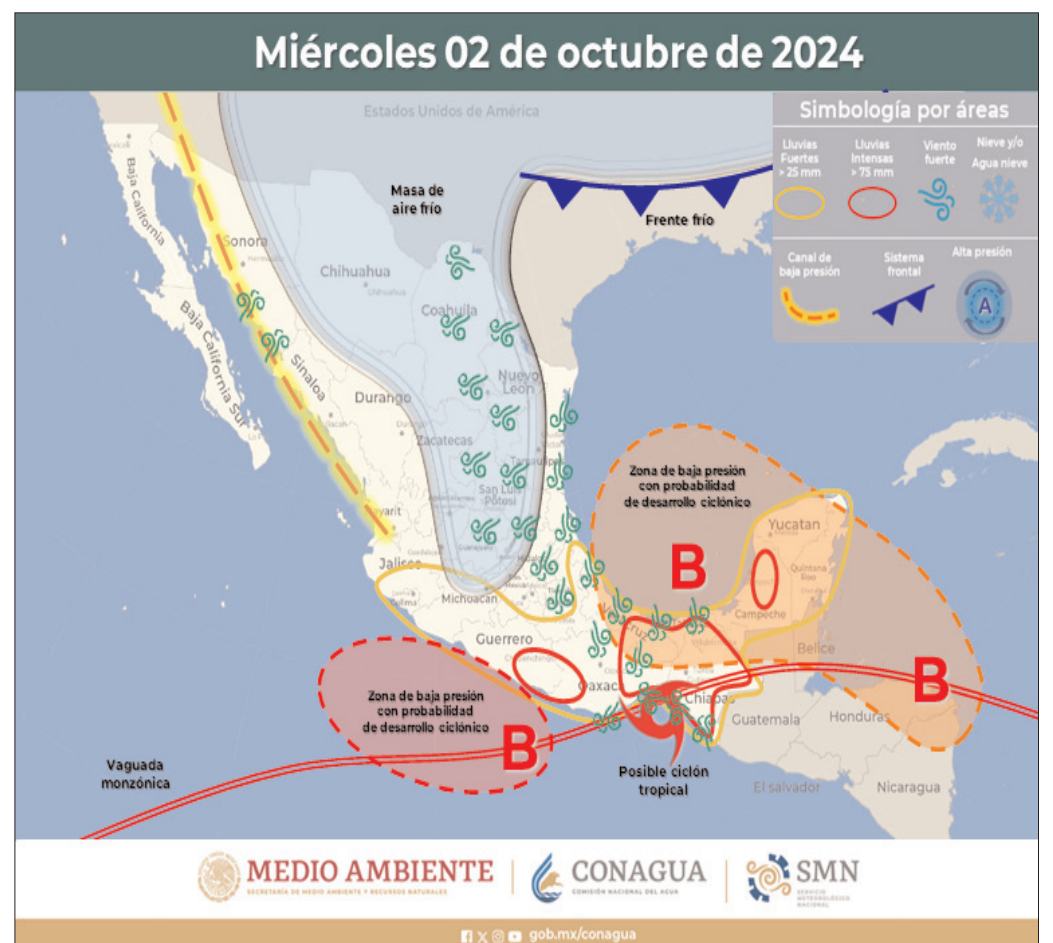 Miércoles 02 de octubre de 2024
Estados Unidos de América
Simbología por áreas
Lluvias
Fuertes
> 25 mm
Lluvias
Intensas
> 75 mm
Viento
fuerte
Nieve y/o
Agua nieve
Canal de
baja presión
Sistema
frontal
Alta presión
A
Masa de
aire frío
Frente frío
Baja California
Sonora
Chihuahua
Chihuahua
Coahuila
Baja California Sur
Sinaloa
Nuevo
León
Durango
Zacatecas
Tamaulipas
San Luis
Potosí
Zona de baja presión
con probabilidad
de desarrollo ciclónico
Yucatan
Jalisco
Quintana
Roo
B
Michoacán
Colima
Campeche
Guerrero
Belice
Oaxaca
Chiapas
B
Zona de baja presión
con probabilidad
de desarrollo ciclónico
Guatemala
Honduras
B
Vaguada
monzónica
Posible ciclón
tropical
El salvador
Nicaragua
MEDIO AMBIENTE
SECRETARÍA DE MEDIO AMBIENTE Y RECURSOS NATURALES
CONAGUA
COMISIÓN NACIONAL DEL AGUA
SMN
SERVICIO
METEOROLÓGICO
NACIONAL
gob.mx/conagua